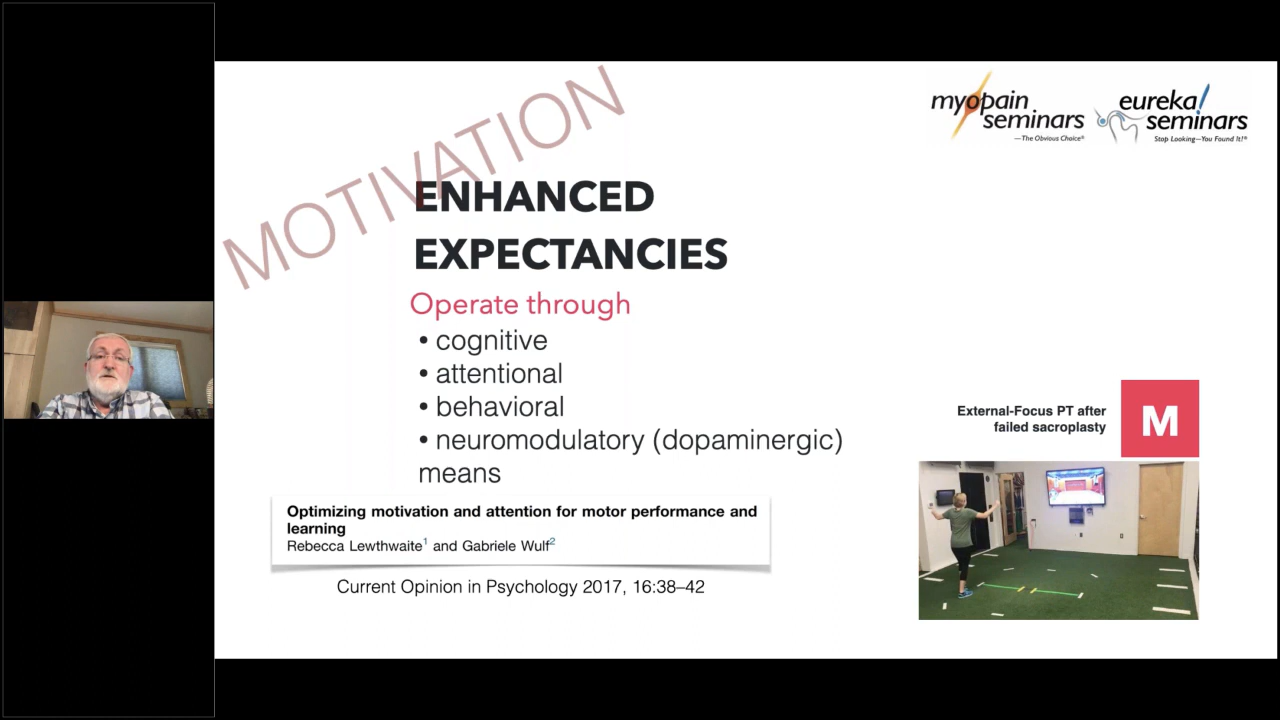 myopain
seminars
—The Obvious Choice®
eureka!
seminars
Stop Looking—You Found It!®
MOTIVATION
ENHANCED
EXPECTANCIES
Operate through
• cognitive
• attentional
• behavioral
• neuromodulatory (dopaminergic)
means
External-Focus PT after
failed sacroplasty
M
Optimizing motivation and attention for motor performance and
learning
Rebecca Lewthwaite1 and Gabriele Wulf2
Current Opinion in Psychology 2017, 16:38–42